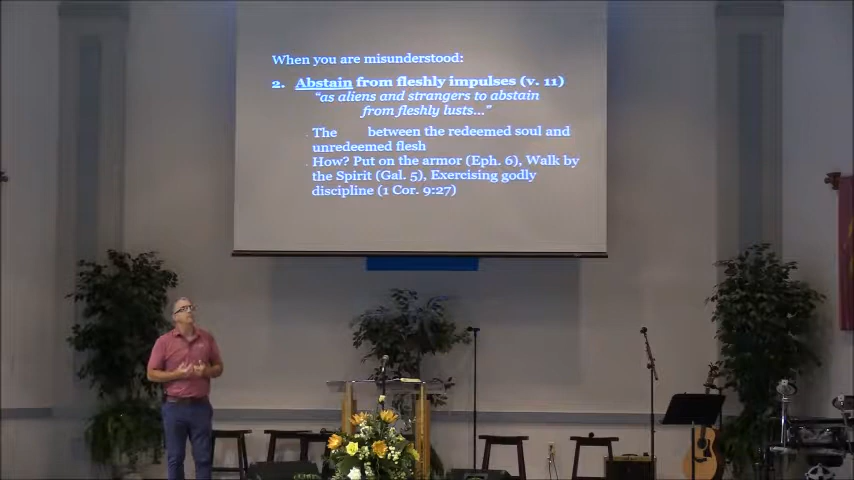 When you are misunderstood:
2. Abstain from fleshly impulses (v. 11)
"as aliens and strangers to abstain
from fleshly lusts..."
The between the redeemed soul and
unredeemed flesh
How? Put on the armor (Eph. 6), Walk by
the Spirit (Gal. 5), Exercising godly
discipline (1 Cor. 9:27)